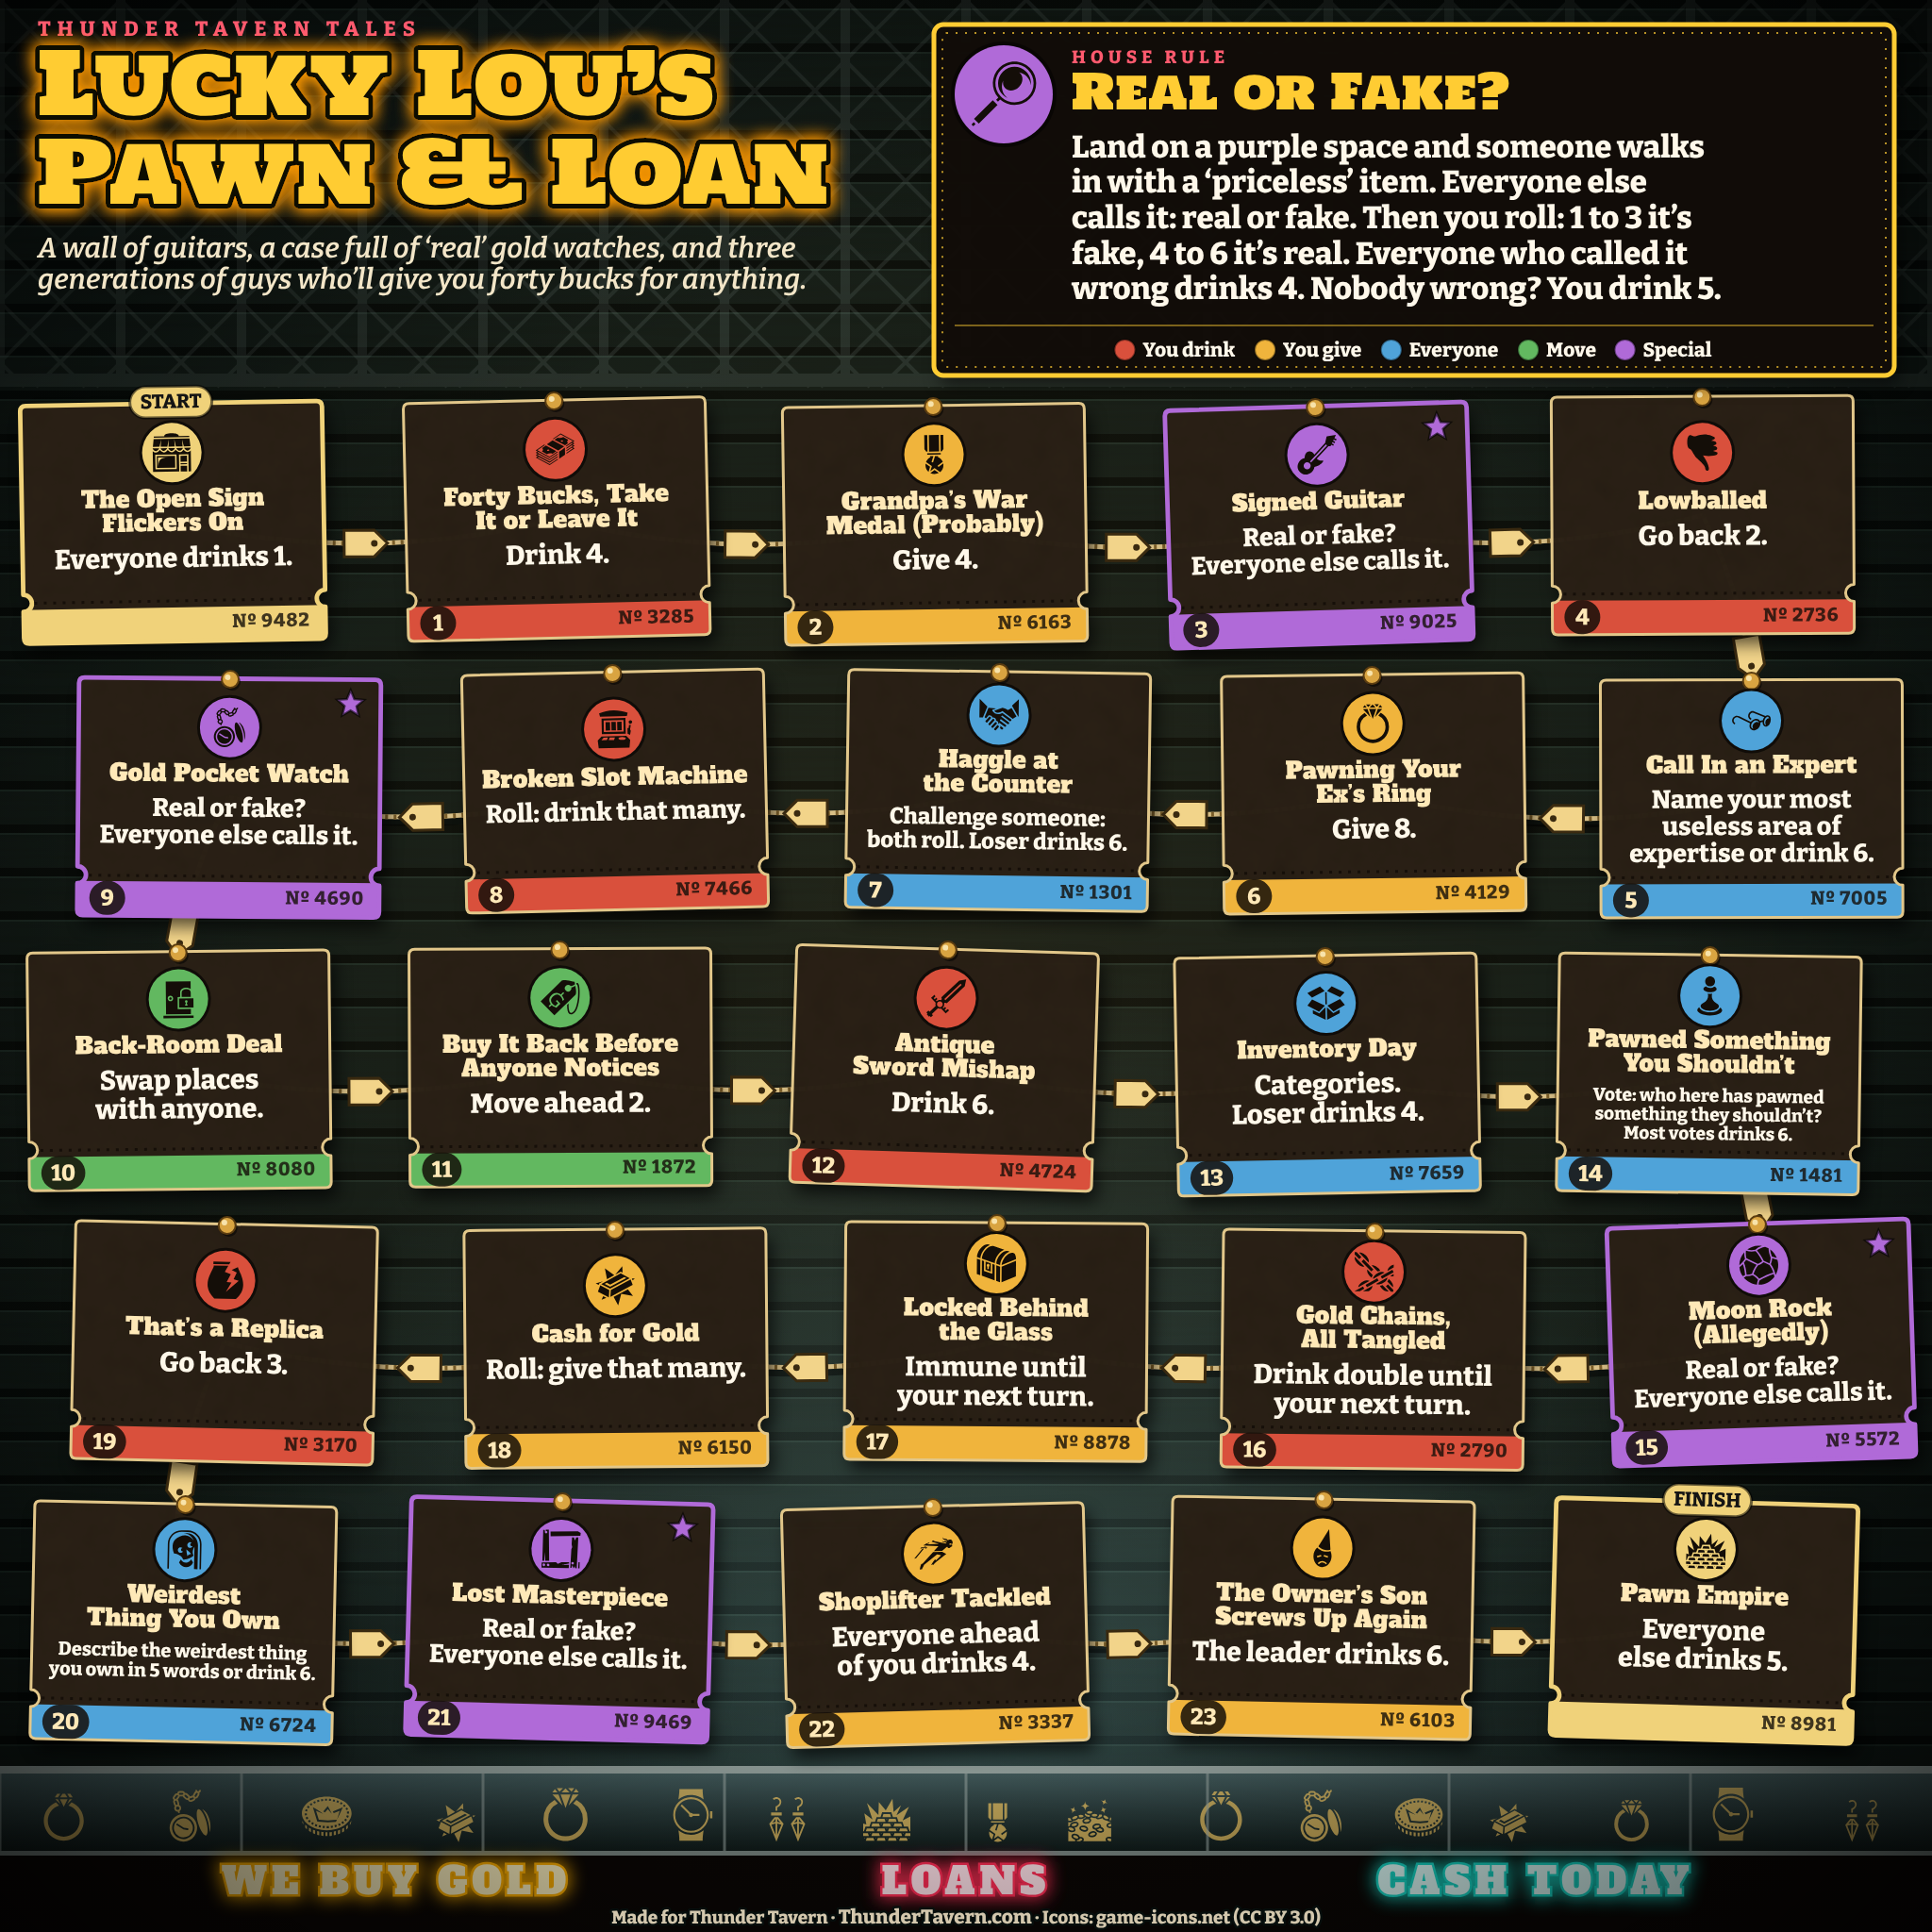 THUNDER TAVERN TALES
LUCKY LOU'S
PAWN & LOAN
A wall of guitars, a case full of ‘real’ gold watches, and three
generations of guys who’ll give you forty bucks for anything.
HOUSE RULE
REAL OR FAKE?
Land on a purple space and someone walks
in with a ‘priceless’ item. Everyone else
calls it: real or fake. Then you roll: 1 to 3 it’s
fake, 4 to 6 it’s real. Everyone who called it
wrong drinks 4. Nobody wrong? You drink 5.
You drink You give Everyone Move Special
START
The Open Sign
Flickers On
Everyone drinks 1.
Nº 9482
Forty Bucks, Take
It or Leave It
Drink 4.
1 Nº 3285
Grandpa’s War
Medal (Probably)
Give 4.
2 Nº 6163
Signed Guitar
Real or fake?
Everyone else calls it.
3 Nº 9025
Lowballed
Go back 2.
4 Nº 2736
Call In an Expert
Name your most
useless area of
expertise or drink 6.
5 Nº 7005
Pawning Your
Ex’s Ring
Give 8.
6 Nº 4129
Haggle at
the Counter
Challenge someone:
both roll. Loser drinks 6.
7 Nº 1301
Broken Slot Machine
Roll: drink that many.
8 Nº 7466
Gold Pocket Watch
Real or fake?
Everyone else calls it.
9 Nº 4690
Back-Room Deal
Swap places
with anyone.
10 Nº 8080
Buy It Back Before
Anyone Notices
Move ahead 2.
11 Nº 1872
Antique
Sword Mishap
Drink 6.
12 Nº 4724
Inventory Day
Categories.
Loser drinks 4.
13 Nº 7659
Pawned Something
You Shouldn’t
Vote: who here has pawned
something they shouldn’t?
Most votes drinks 6.
14 Nº 1481
Moon Rock
(Allegedly)
Real or fake?
Everyone else calls it.
15 Nº 5572
Gold Chains,
All Tangled
Drink double until
your next turn.
16 Nº 2790
Locked Behind
the Glass
Immune until
your next turn.
17 Nº 8878
Cash for Gold
Roll: give that many.
18 Nº 6150
That’s a Replica
Go back 3.
19 Nº 3170
Weirdest
Thing You Own
Describe the weirdest thing
you own in 5 words or drink 6.
20 Nº 6724
Lost Masterpiece
Real or fake?
Everyone else calls it.
21 Nº 9469
Shoplifter Tackled
Everyone ahead
of you drinks 4.
22 Nº 3337
The Owner’s Son
Screws Up Again
The leader drinks 6.
23 Nº 6103
FINISH
Pawn Empire
Everyone
else drinks 5.
Nº 8981
WE BUY GOLD LOANS CASH TODAY
Made for Thunder Tavern · ThunderTavern.com · Icons: game-icons.net (CC BY 3.0)